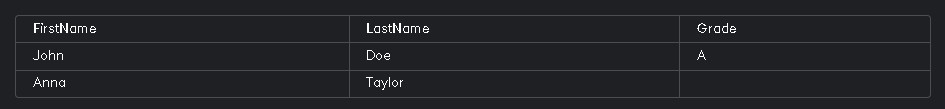 FirstName LastName Grade
John Doe A
Anna Taylor